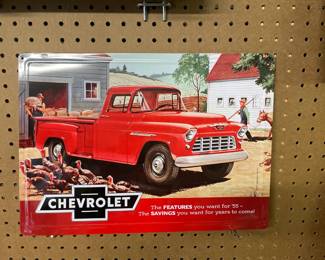 CHEVROLET
The FEATURES you want for '55 –
The SAVINGS you want for years to come!